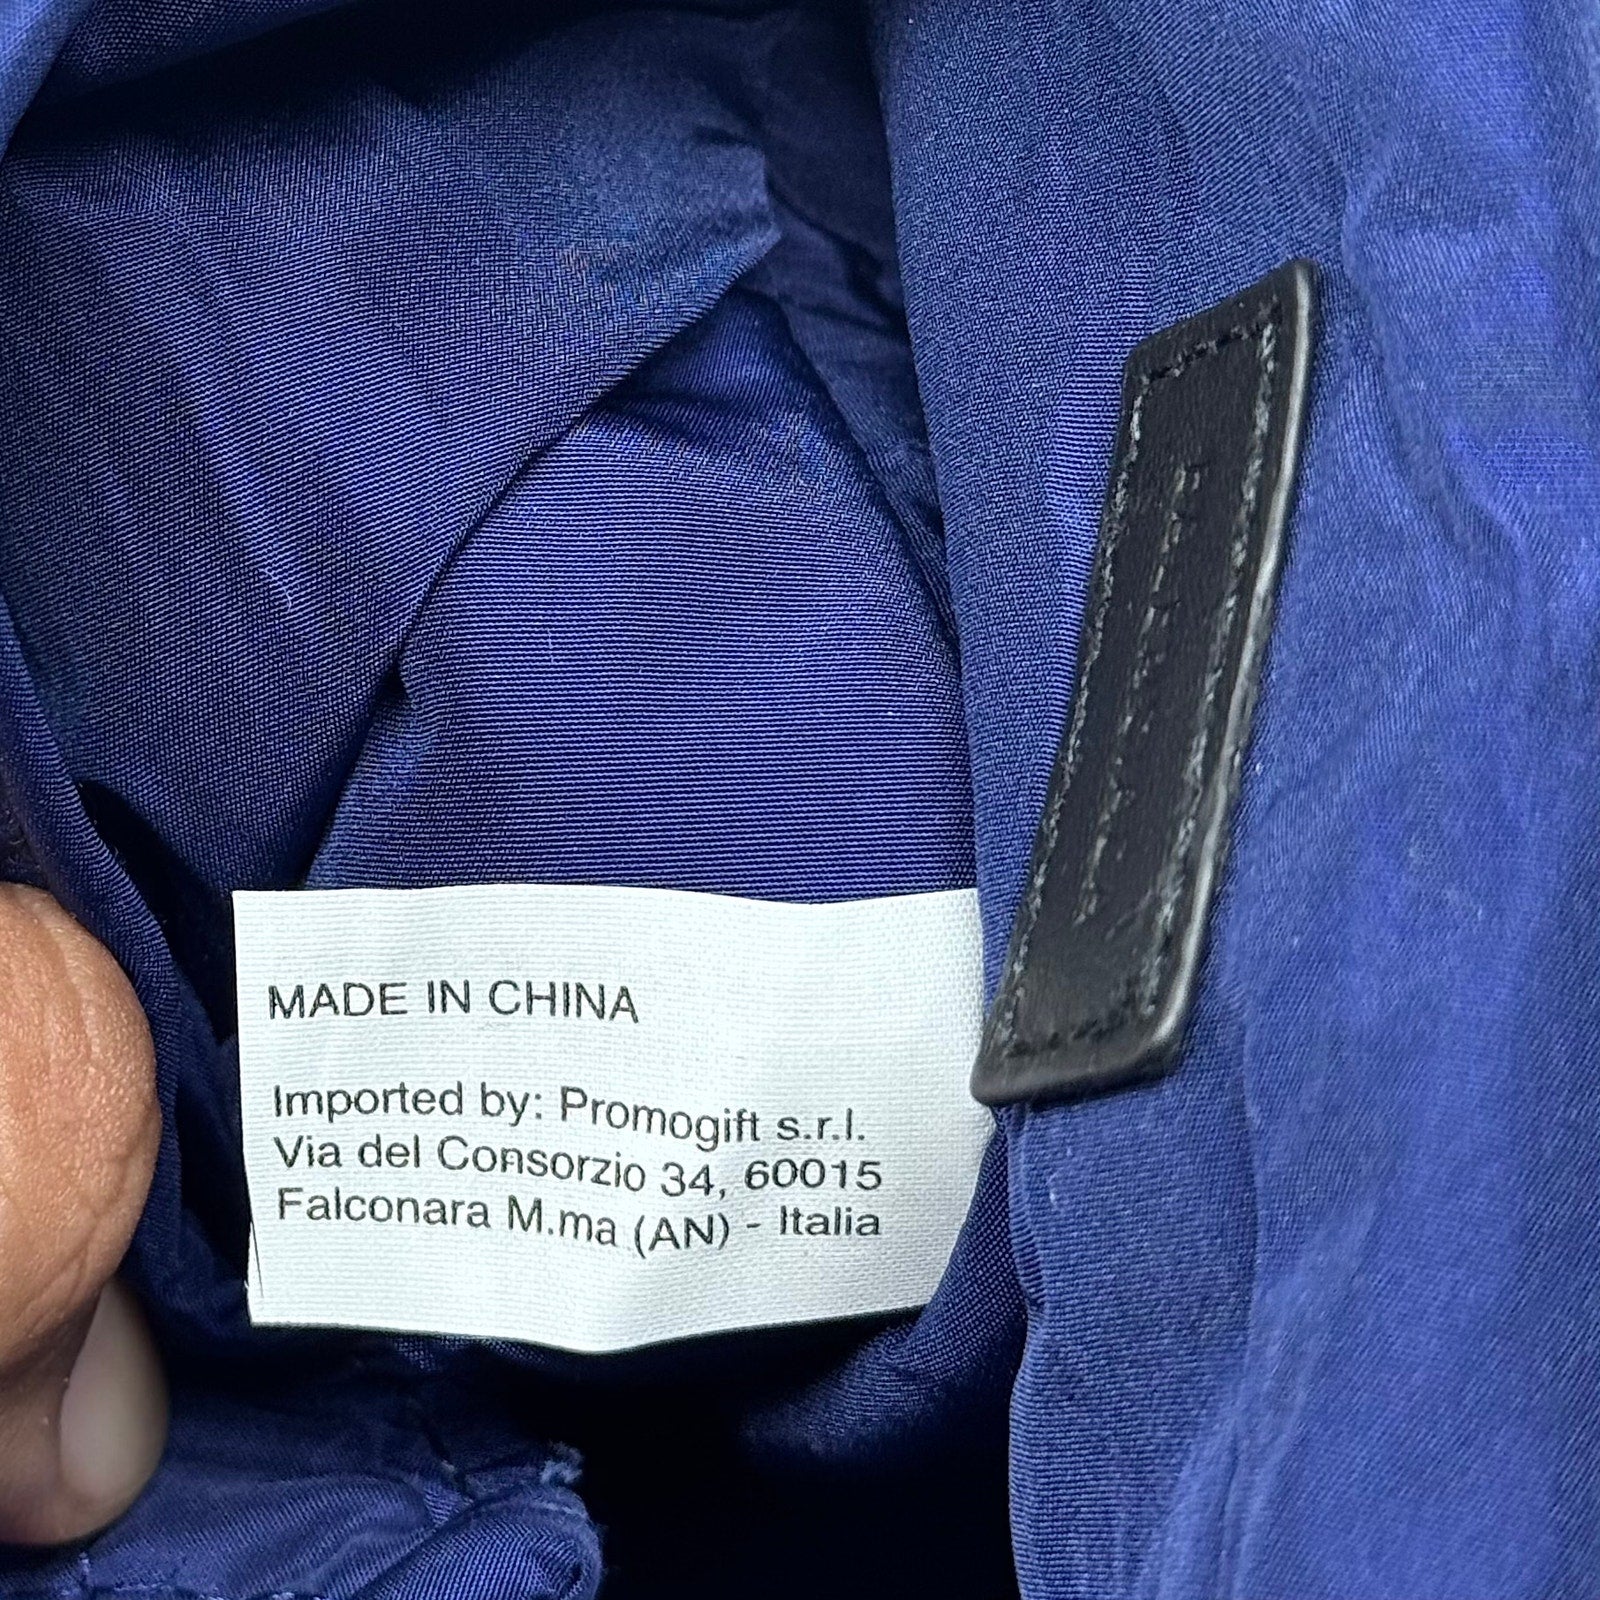 MADE IN CHINA
Imported by: Promogift s.r.l.
Via del Consorzio 34, 60015
Falconara M.ma (AN) - Italia